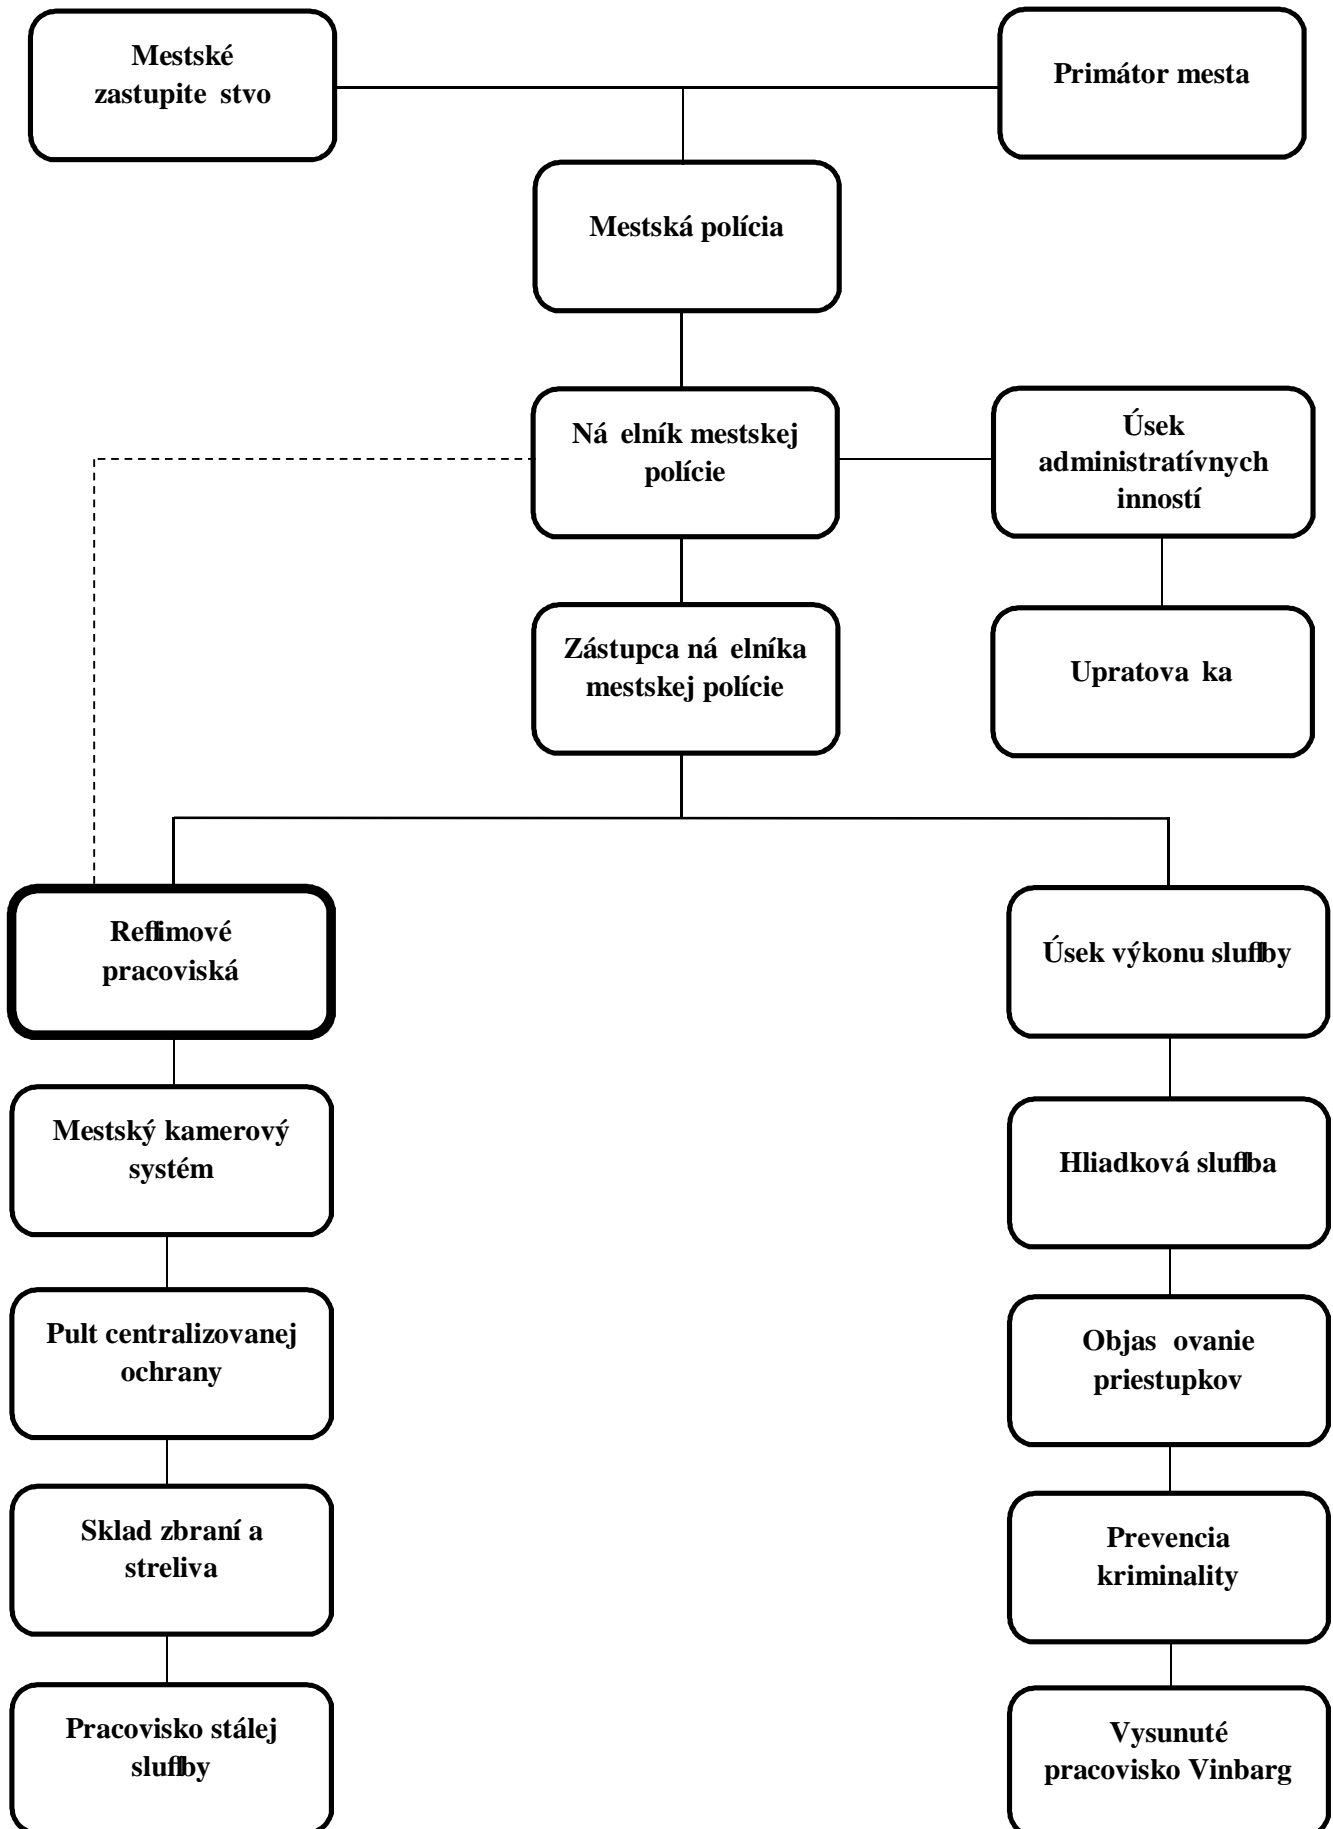 Mestské
zastupite stvo
Primátor mesta
Mestská polícia
Ná elník mestskej
polície
Úsek
administratívnych
inností
Zástupca ná elníka
mestskej polície
Upratova ka
Reflimové
pracoviská
Úsek výkonu sluflby
Mestský kamerový
systém
Hliadková sluflba
Pult centralizovanej
ochrany
Objas ovanie
priestupkov
Sklad zbraní a
streliva
Prevencia
kriminality
Pracovisko stálej
sluflby
Vysunuté
pracovisko Vinbarg